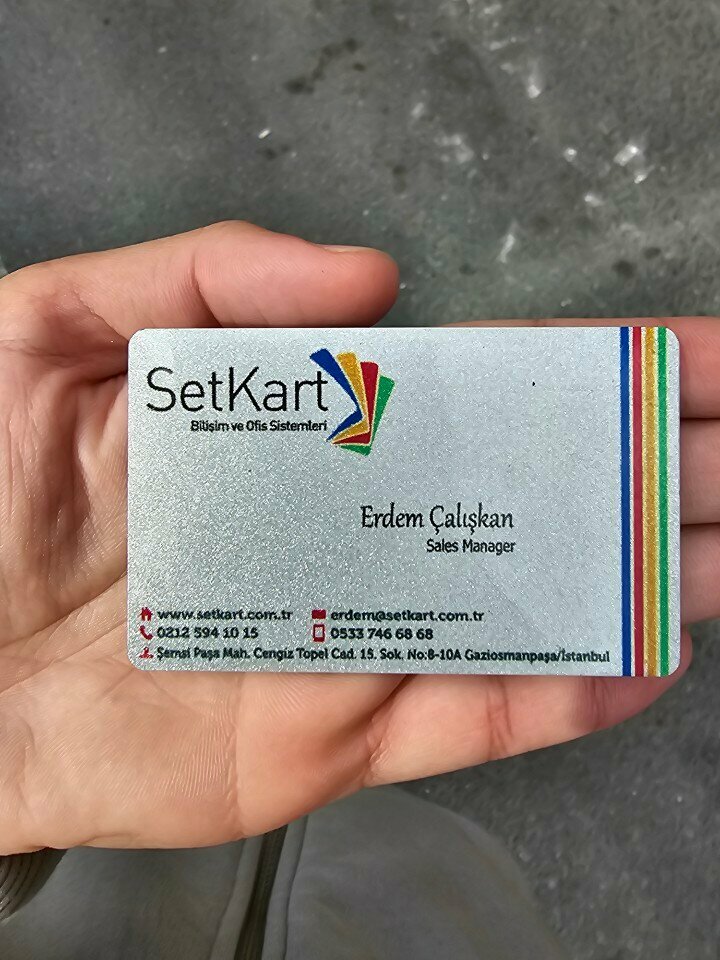 SetKart
Bilişim ve Ofis Sistemleri
Erdem Çalışkan
Sales Manager
www.setkart.com.tr erdem@setkart.com.tr
0212 594 10 15 0533 746 68 68
Şemsi Paşa Mah. Cengiz Topel Cad. 15. Sok. No:8-10A Gaziosmanpaşa/İstanbul